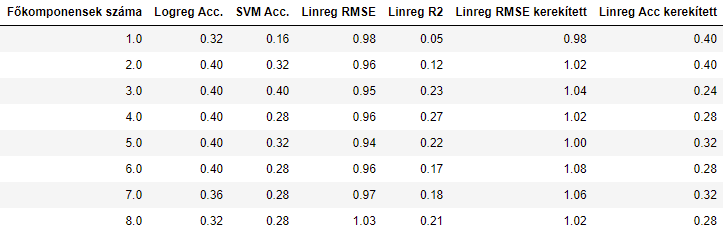 Főkomponensek száma Logreg Acc. SVM Acc. Linreg RMSE Linreg R2 Linreg RMSE kerekített Linreg Acc kerekített
1.0 0.32 0.16 0.98 0.05 0.98 0.40
2.0 0.40 0.32 0.96 0.12 1.02 0.40
3.0 0.40 0.40 0.95 0.23 1.04 0.24
4.0 0.40 0.28 0.96 0.27 1.02 0.28
5.0 0.40 0.32 0.94 0.22 1.00 0.32
6.0 0.40 0.28 0.96 0.17 1.08 0.28
7.0 0.36 0.28 0.97 0.18 1.06 0.32
8.0 0.32 0.28 1.03 0.21 1.02 0.28